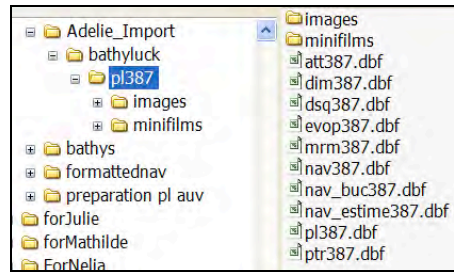 Adelie_Import
bathyluck
pl387
images
minifilms
bathys
formattednav
preparation pl auv
forJulie
forMathilde
ForNelia
images
minifilms
att387.dbf
dim387.dbf
dsq387.dbf
evop387.dbf
mrm387.dbf
nav387.dbf
nav_buc387.dbf
nav_estime387.dbf
pl387.dbf
ptr387.dbf